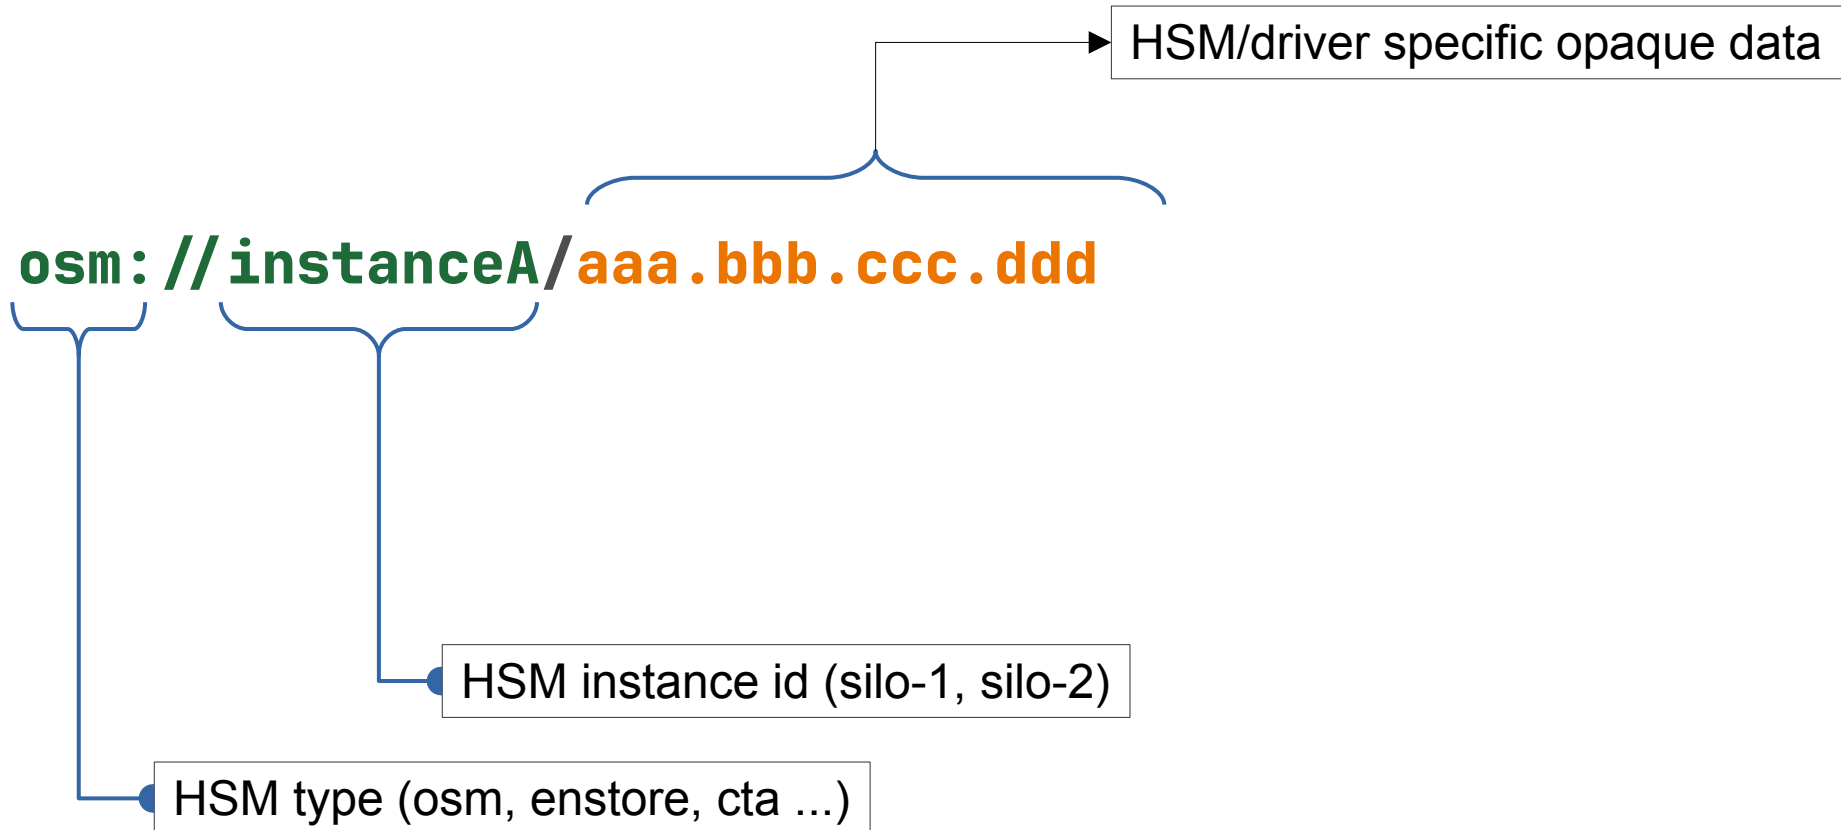 HSM/driver specific opaque data
osm://instanceA/aaa.bbb.ccc.ddd
HSM instance id (silo-1, silo-2)
HSM type (osm, enstore, cta ...)